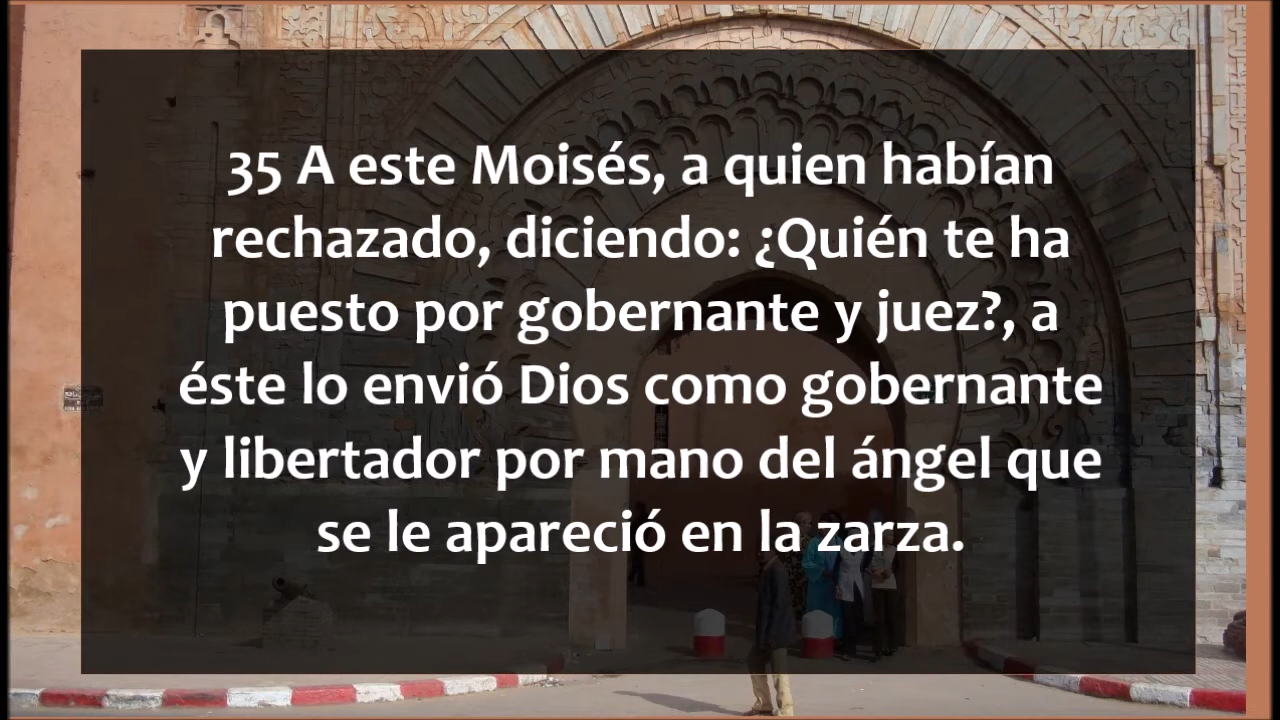 35 A este Moisés, a quien habían
rechazado, diciendo: ¿Quién te ha
puesto por gobernante y juez?, a
éste lo envió Dios como gobernante
y libertador por mano del ángel que
se le apareció en la zarza.